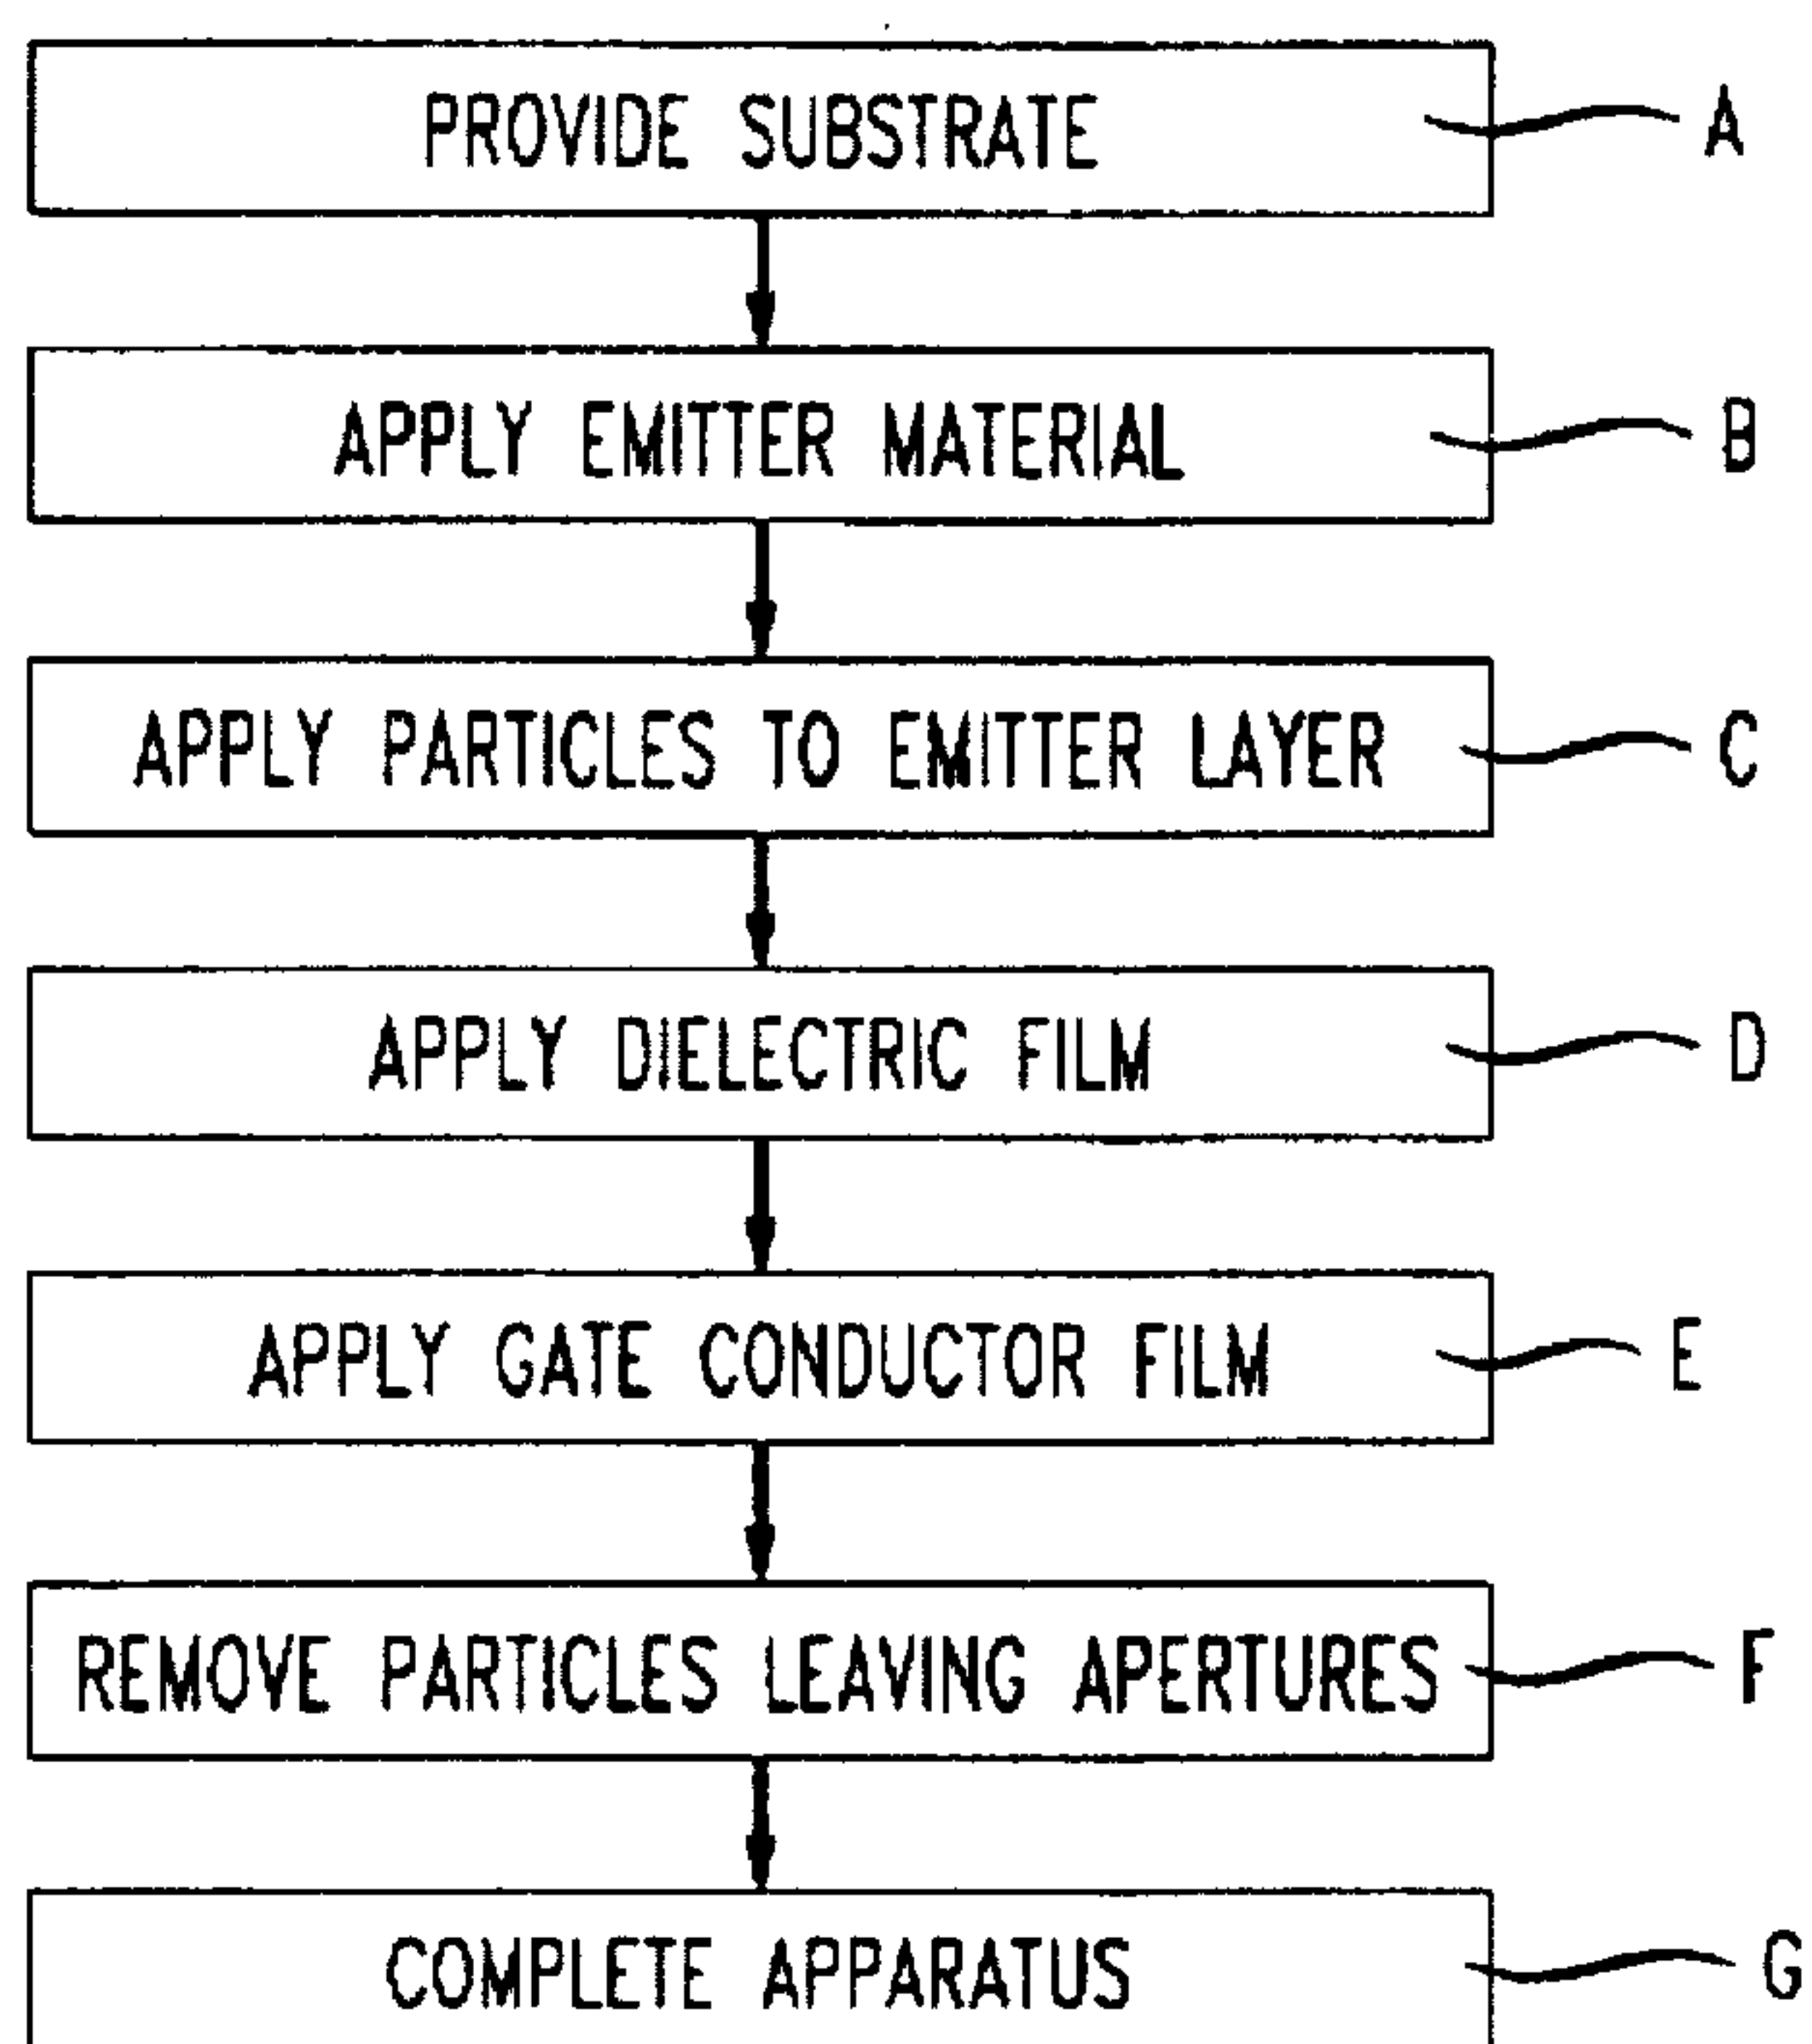 PROVIDE SUBSTRATE A
APPLY EMITTER MATERIAL B
APPLY PARTICLES TO EMITTER LAYER C
APPLY DIELECTRIC FILM D
APPLY GATE CONDUCTOR FILM E
REMOVE PARTICLES LEAVING APERTURES F
COMPLETE APPARATUS G